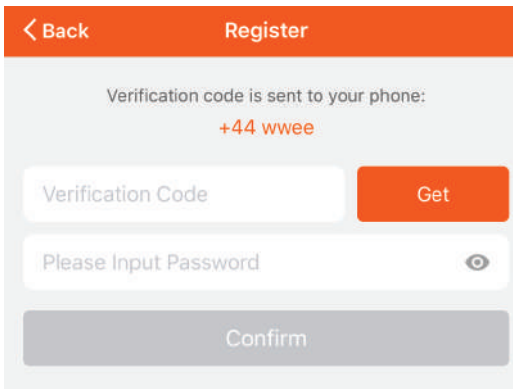 Back
Register
Verification code is sent to your phone:
+44 wwee
Verification Code
Get
Please Input Password
Confirm